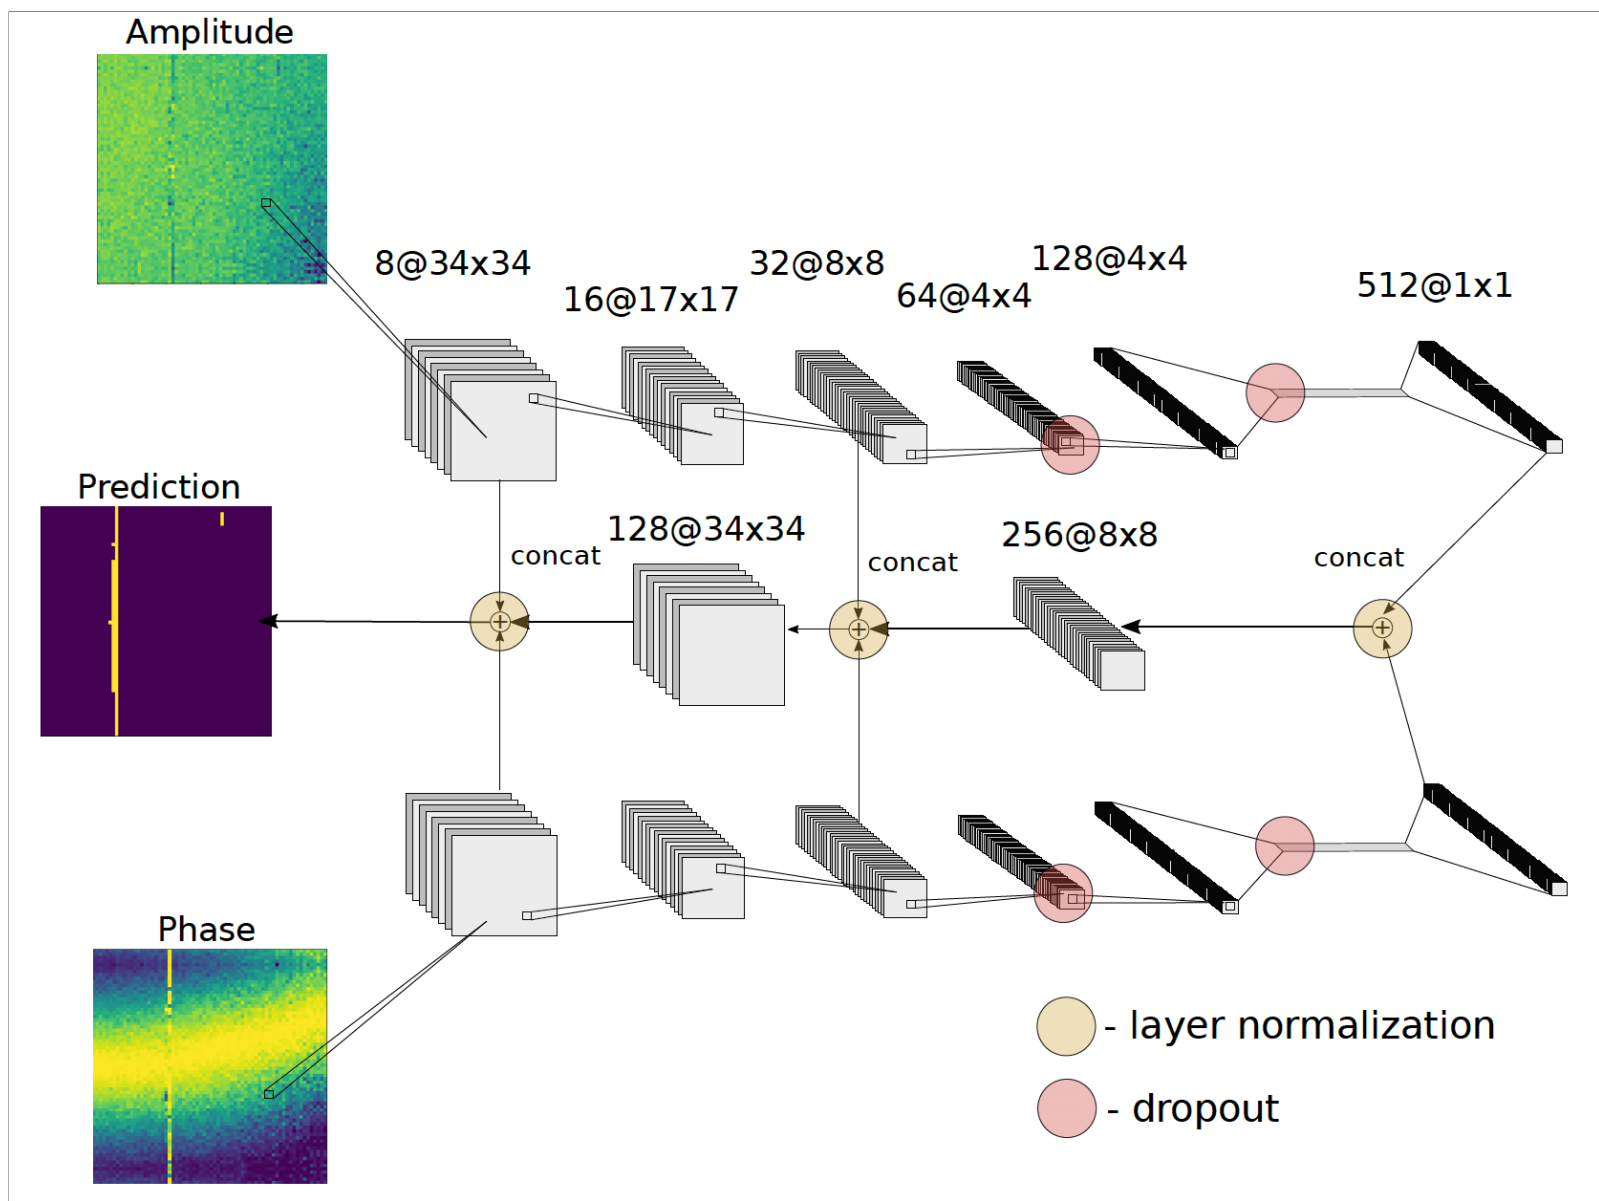 Amplitude
8@34x34
16@17x17
32@8x8
64@4x4
128@4x4
512@1x1
Prediction
concat
128@34x34
concat
256@8x8
concat
Phase
- layer normalization
- dropout